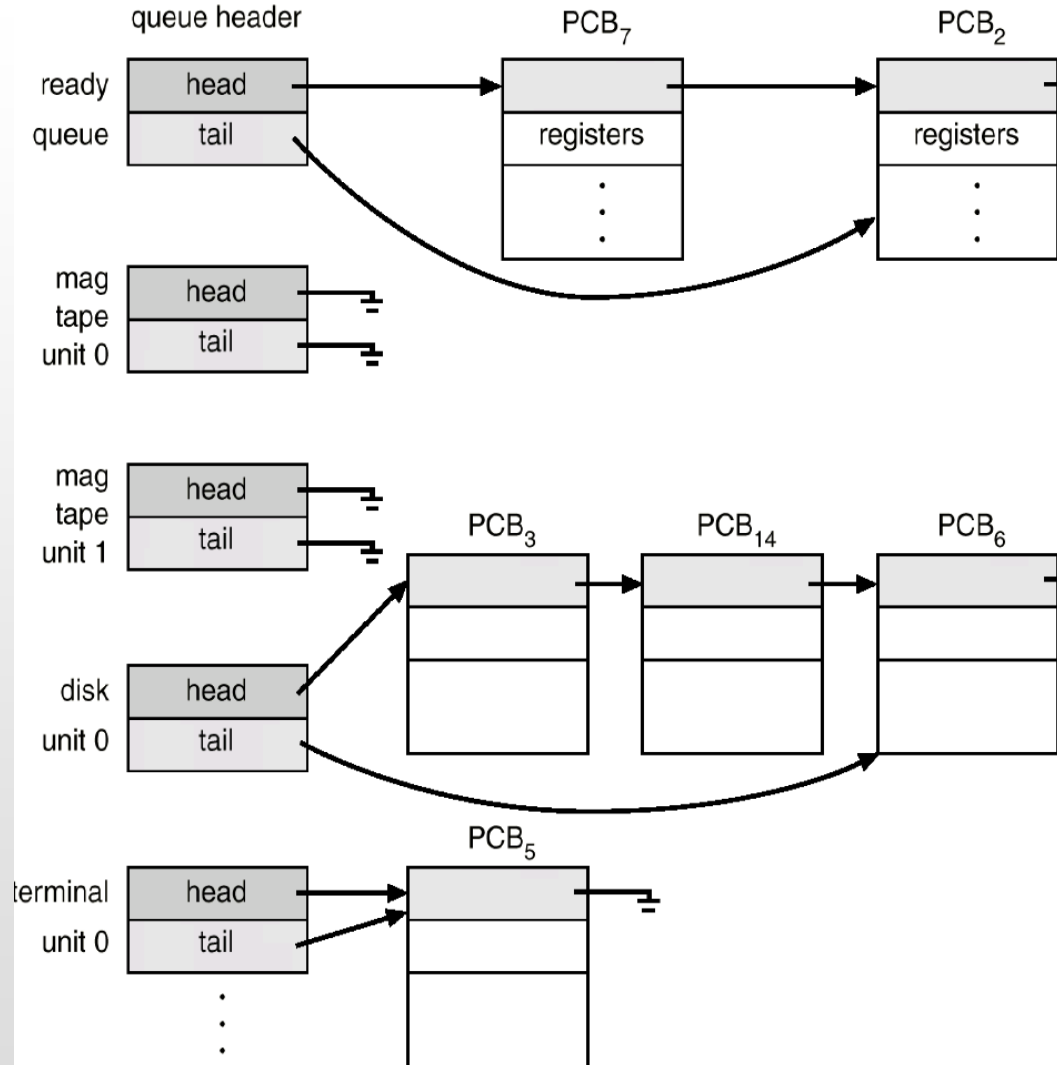 queue header
PCB7
PCB2
ready
head
queue
tail
registers
registers
mag
tape
unit 0
head
tail
mag
tape
unit 1
head
tail
PCB3
PCB14
PCB6
disk
head
unit 0
tail
PCB5
terminal
head
unit 0
tail